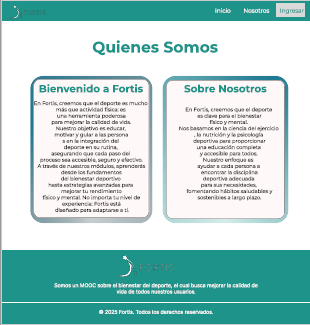 Inicio Nosotros Ingresar
Quienes Somos
Bienvenido a Fortis
En Fortis, creemos que el deporte es mucho
más que actividad física: es
una herramienta poderosa
para mejorar la calidad de vida.
Nuestro objetivo es educar,
motivar y guiar a las persona
s en la integración del
deporte en su rutina,
asegurando que cada paso del
proceso sea accesible, seguro y efectivo.
A través de nuestros módulos, aprenderás
desde los fundamentos
del bienestar deportivo
hasta estrategias avanzadas para
mejorar tu rendimiento
físico y mental. No importa tu nivel de
experiencia: Fortis está
diseñado para adaptarse a ti.
Sobre Nosotros
En Fortis, creemos que el deporte
es clave para el bienestar
físico y mental.
Nos basamos en la ciencia del ejercicio
, la nutrición y la psicología
deportiva para proporcionar
una educación completa
y accesible para todos.
Nuestro enfoque es
ayudar a cada persona a
encontrar la disciplina
deportiva adecuada
para sus necesidades,
fomentando hábitos saludables y
sostenibles a largo plazo.
Somos un MOOC sobre el bienestar del deporte, el cual busca mejorar la calidad de
vida de todos nuestros usuarios.
© 2025 Fortis. Todos los derechos reservados.